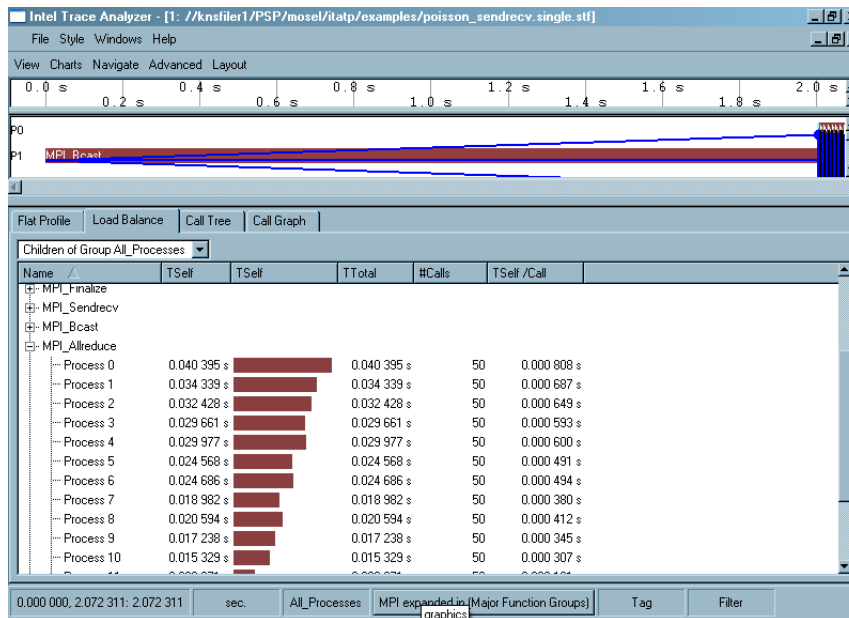 Intel Trace Analyzer - [1: //knsfiler1/PSP/mosel/itatp/examples/poisson_sendrecv.single.stf]
File Style Windows Help
View Charts Navigate Advanced Layout
0.0 s 0.4 s 0.8 s 1.2 s 1.6 s 2.0 s
0.2 s 0.6 s 1.0 s 1.4 s 1.8 s
P0
P1 MPI_Bcast
Flat Profile Load Balance Call Tree Call Graph
Children of Group All_Processes
Name TSelf TSelf TTotal #Calls TSelf /Call
MPI_Finalize
MPI_Sendrecv
MPI_Bcast
MPI_Allreduce
Process 0 0.040 395 s 0.040 395 s 50 0.000 808 s
Process 1 0.034 339 s 0.034 339 s 50 0.000 687 s
Process 2 0.032 428 s 0.032 428 s 50 0.000 649 s
Process 3 0.029 661 s 0.029 661 s 50 0.000 593 s
Process 4 0.029 977 s 0.029 977 s 50 0.000 600 s
Process 5 0.024 568 s 0.024 568 s 50 0.000 491 s
Process 6 0.024 686 s 0.024 686 s 50 0.000 494 s
Process 7 0.018 982 s 0.018 982 s 50 0.000 380 s
Process 8 0.020 594 s 0.020 594 s 50 0.000 412 s
Process 9 0.017 238 s 0.017 238 s 50 0.000 345 s
Process 10 0.015 329 s 0.015 329 s 50 0.000 307 s
0.000 000, 2.072 311: 2.072 311 sec. All_Processes MPI expanded in (Major Function Groups) Tag Filter
graphics